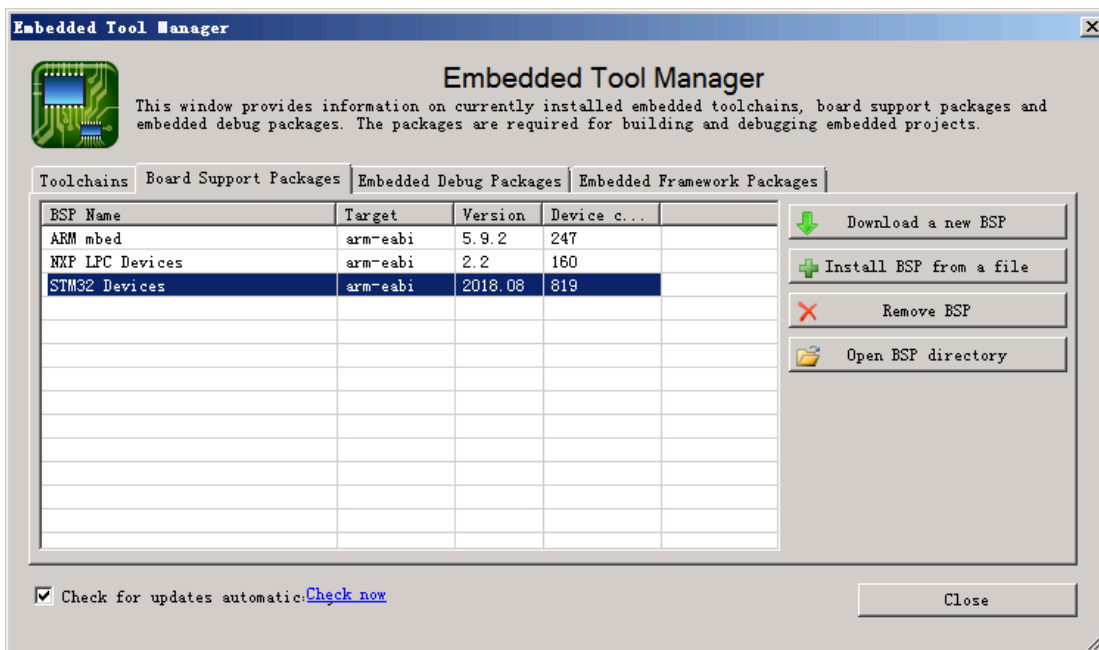 Embedded Tool Manager
Embedded Tool Manager
This window provides information on currently installed embedded toolchains, board support packages and
embedded debug packages. The packages are required for building and debugging embedded projects.
Toolchains Board Support Packages Embedded Debug Packages Embedded Framework Packages
BSP Name Target Version Device c...
ARM mbed arm-eabi 5.9.2 247
NXP LPC Devices arm-eabi 2.2 160
STM32 Devices arm-eabi 2018.08 819
Download a new BSP
Install BSP from a file
Remove BSP
Open BSP directory
Check for updates automatic: Check now
Close